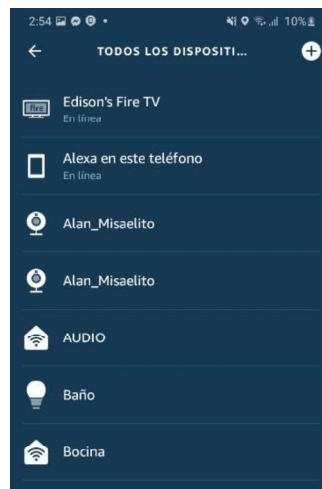 2:54
10%
TODOS LOS DISPOSITI...
fire
Edison's Fire TV
En línea
Alexa en este teléfono
En línea
Alan_Misaelito
Alan_Misaelito
AUDIO
Baño
Bocina